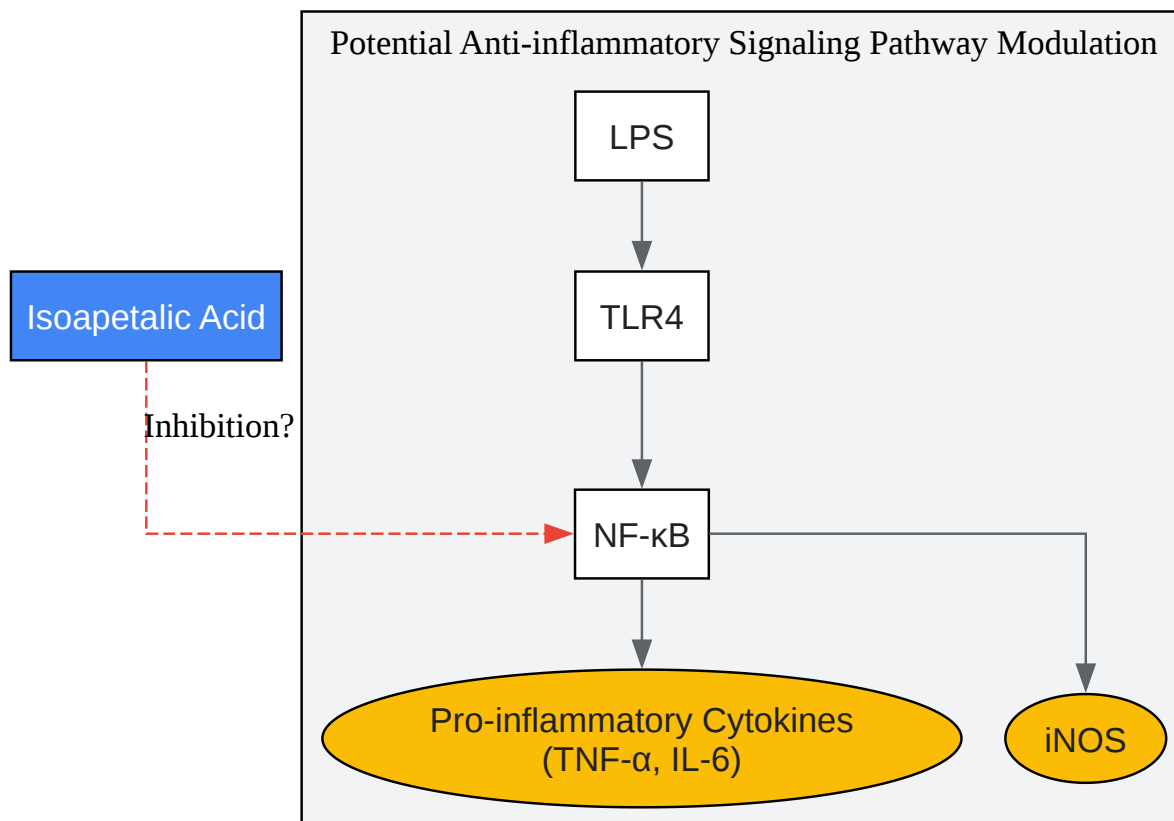 Potential Anti-inflammatory Signaling Pathway Modulation
LPS
Isoapetalic Acid
TLR4
Inhibition?
NF-κB
Pro-inflammatory Cytokines
(TNF-α, IL-6)
iNOS